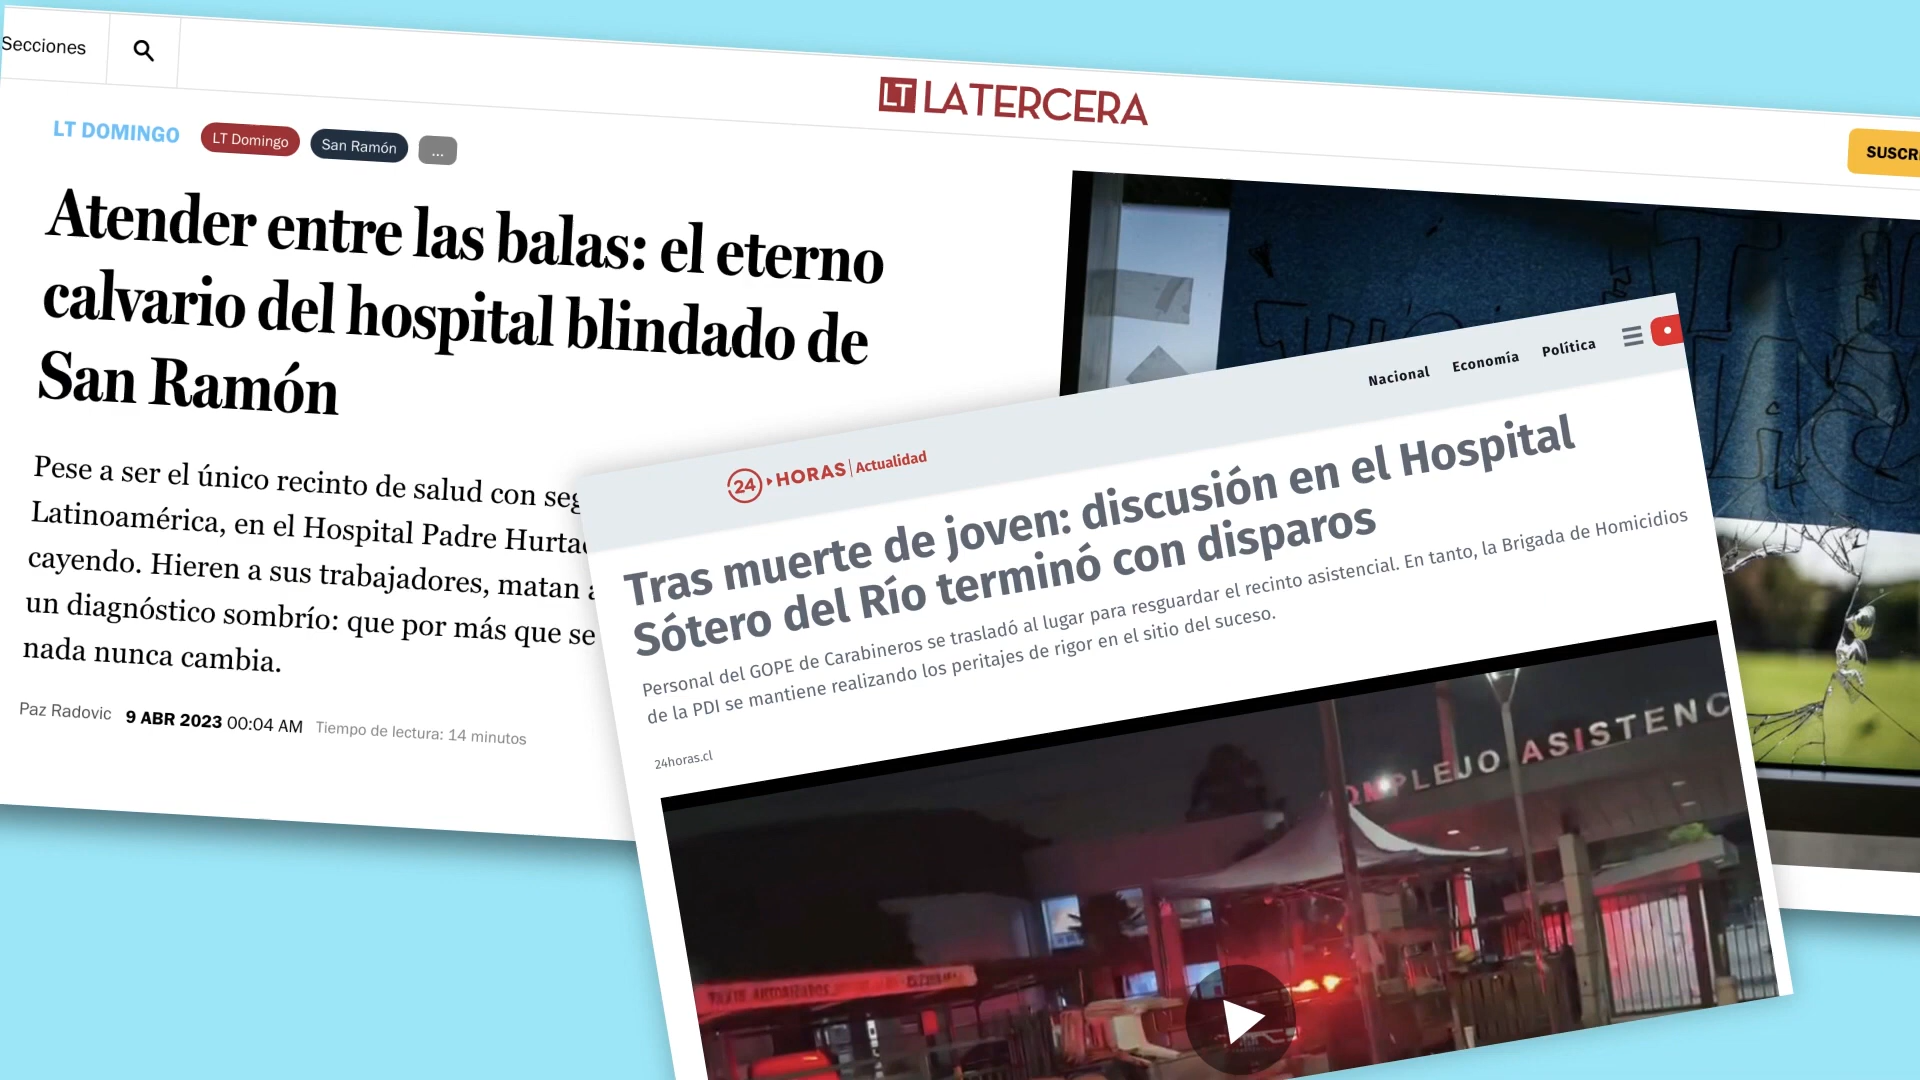 Secciones
LT LATERCERA
SUSCR
LT DOMINGO
LT Domingo
San Ramón
...
Atender entre las balas: el eterno
calvario del hospital blindado de
San Ramón
Pese a ser el único recinto de salud con seg
Latinoamérica, en el Hospital Padre Hurta
cayendo. Hieren a sus trabajadores, matan a
un diagnóstico sombrío: que por más que se
nada nunca cambia.
Paz Radovic 9 ABR 2023 00:04 AM Tiempo de lectura: 14 minutos
Nacional Economía Política
24 HORAS | Actualidad
Tras muerte de joven: discusión en el Hospital
Sótero del Río terminó con disparos
Personal del GOPE de Carabineros se trasladó al lugar para resguardar el recinto asistencial. En tanto, la Brigada de Homicidios
de la PDI se mantiene realizando los peritajes de rigor en el sitio del suceso.
24horas.cl
COMPLEJO ASISTENC